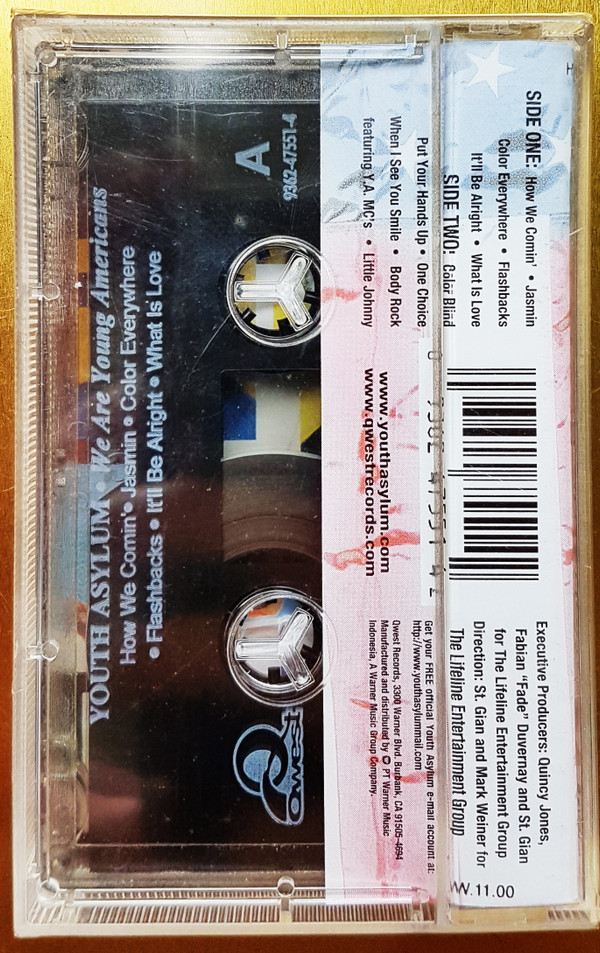 SIDE ONE: How We Comin' • Jasmin
Color Everywhere • Flashbacks
It'll Be Alright • What Is Love
SIDE TWO: Color Blind
Put Your Hands Up • One Choice
When I See You Smile • Body Rock
featuring Y.A. MC's • Little Johnny
www.youthasylum.com
www.qwestrecords.com
Executive Producers: Quincy Jones,
Fabian "Fade" Duvernay and St. Gian
for The Lifeline Entertainment Group
Direction: St. Gian and Mark Weiner for
The Lifeline Entertainment Group
Get your FREE official Youth Asylum e-mail account at:
http://www.youthasylummail.com
Qwest Records, 3300 Warner Blvd. Burbank, CA 91505-4694
Manufactured and distributed by PT Warner Music
Indonesia, A Warner Music Group Company.
W.11.00
A
9362-47551-4
Qwest
YOUTH ASYLUM • We Are Young Americans
How We Comin' • Jasmin • Color Everywhere
• Flashbacks • It'll Be Alright • What Is Love